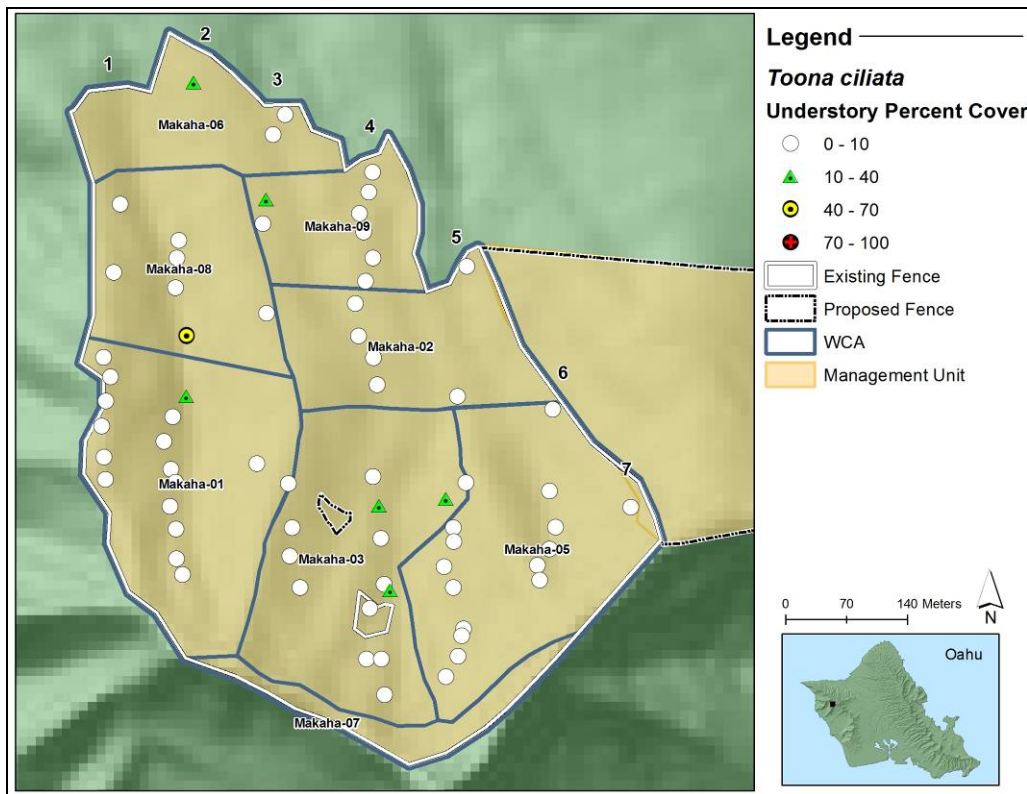 1
2
3
4
5
6
7
Makaha-06
Makaha-09
Makaha-08
Makaha-02
Makaha-01
Makaha-03
Makaha-05
Makaha-07
Legend
Toona ciliata
Understory Percent Cover
0 - 10
10 - 40
40 - 70
70 - 100
Existing Fence
Proposed Fence
WCA
Management Unit
0 70 140 Meters
N
Oahu